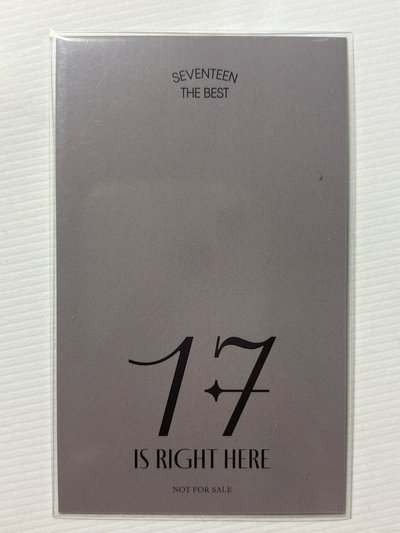 SEVENTEEN
THE BEST
17
IS RIGHT HERE
NOT FOR SALE